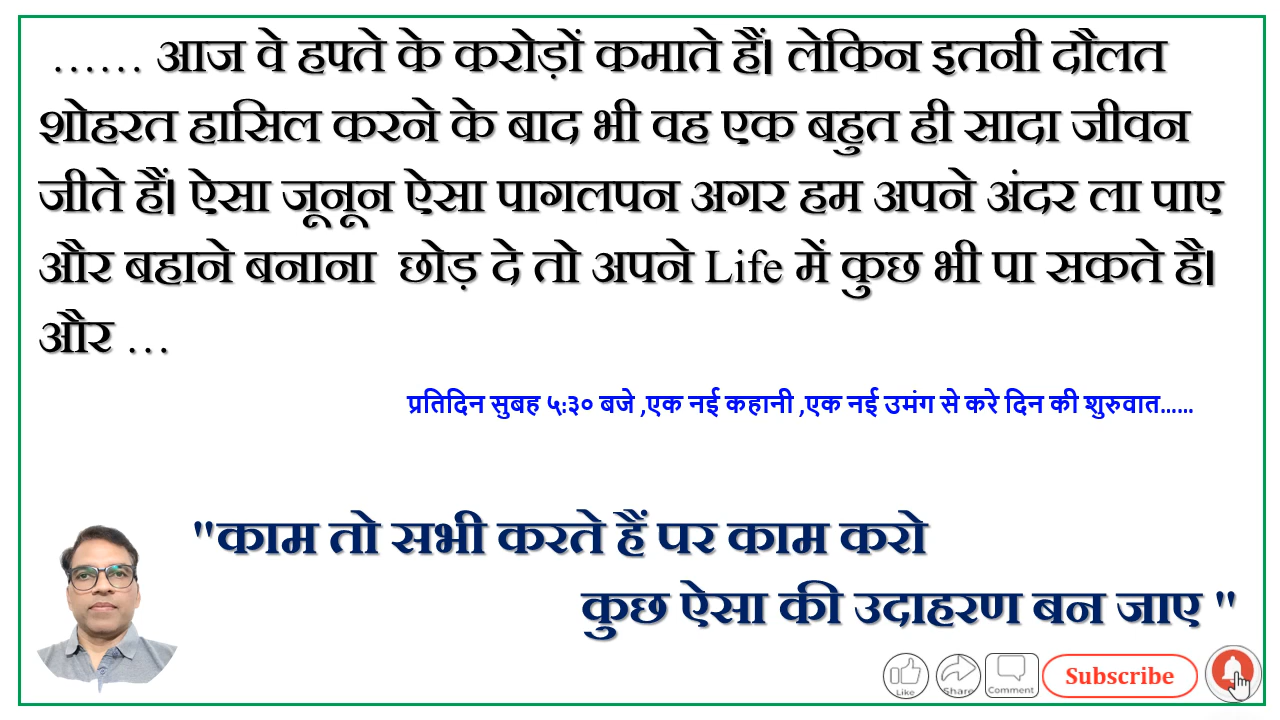 ...... आज वे हफ्ते के करोड़ों कमाते हैं| लेकिन इतनी दौलत
शोहरत हासिल करने के बाद भी वह एक बहुत ही सादा जीवन
जीते हैं| ऐसा जूनून ऐसा पागलपन अगर हम अपने अंदर ला पाए
और बहाने बनाना छोड़ दे तो अपने Life में कुछ भी पा सकते है|
और ...
प्रतिदिन सुबह ५:३० बजे ,एक नई कहानी ,एक नई उमंग से करे दिन की शुरुवात......
"काम तो सभी करते हैं पर काम करो
कुछ ऐसा की उदाहरण बन जाए "
Like Share Comment Subscribe